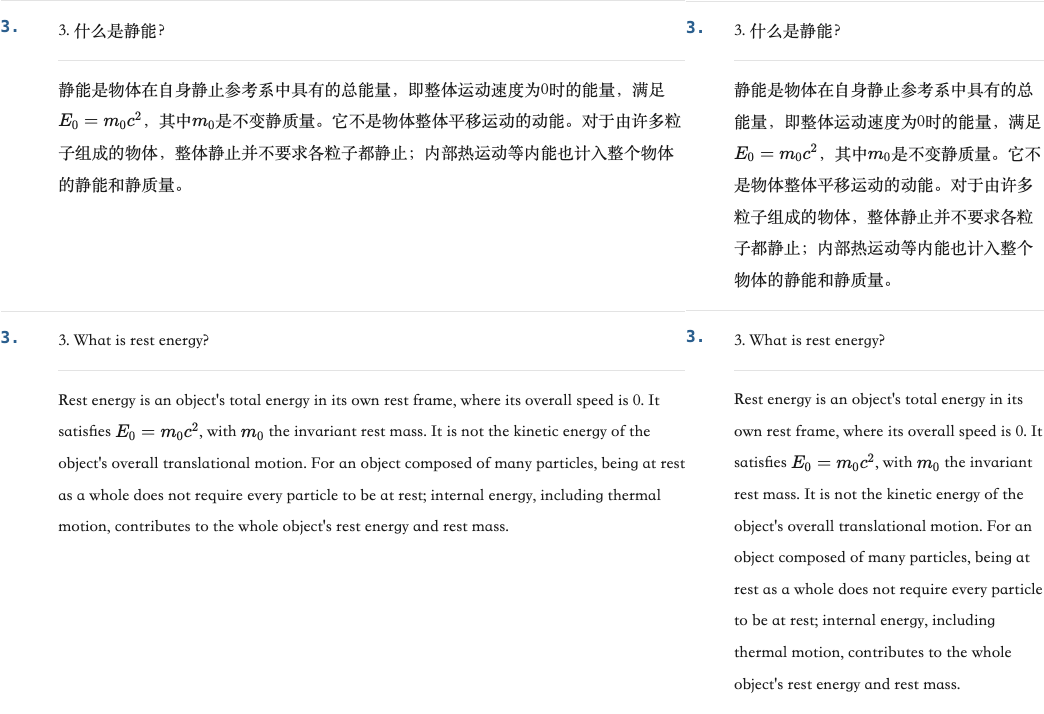 3.
3. 什么是静能?
静能是物体在自身静止参考系中具有的总能量，即整体运动速度为0时的能量，满足
E₀ = m₀c²，其中m₀是不变静质量。它不是物体整体平移运动的动能。对于由许多粒
子组成的物体，整体静止并不要求各粒子都静止；内部热运动等内能也计入整个物体
的静能和静质量。
3.
3. 什么是静能?
静能是物体在自身静止参考系中具有的总
能量，即整体运动速度为0时的能量，满足
E₀ = m₀c²，其中m₀是不变静质量。它不
是物体整体平移运动的动能。对于由许多
粒子组成的物体，整体静止并不要求各粒
子都静止；内部热运动等内能也计入整个
物体的静能和静质量。
3.
3. What is rest energy?
Rest energy is an object's total energy in its own rest frame, where its overall speed is 0. It
satisfies E₀ = m₀c², with m₀ the invariant rest mass. It is not the kinetic energy of the
object's overall translational motion. For an object composed of many particles, being at rest
as a whole does not require every particle to be at rest; internal energy, including thermal
motion, contributes to the whole object's rest energy and rest mass.
3.
3. What is rest energy?
Rest energy is an object's total energy in its
own rest frame, where its overall speed is 0. It
satisfies E₀ = m₀c², with m₀ the invariant
rest mass. It is not the kinetic energy of the
object's overall translational motion. For an
object composed of many particles, being at
rest as a whole does not require every particle
to be at rest; internal energy, including
thermal motion, contributes to the whole
object's rest energy and rest mass.